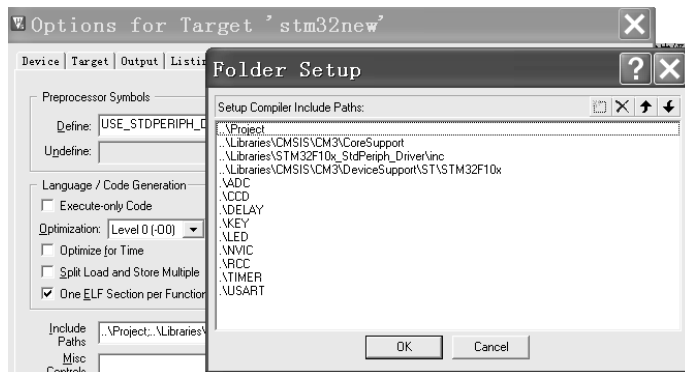 Options for Target 'stm32new'
Device Target Output
Folder Setup
Preprocessor Symbols
Define: USE_STDPERIPH_
Undefine:
Language / Code Generation
Execute-only Code
Optimization: Level 0 (-O0)
Optimize for Time
Split Load and Store Multiple
One ELF Section per Function
Include Paths ..\Project;..\Libraries\
Misc
Setup Compiler Include Paths:
..\Project
..\Libraries\CMSIS\CM3\CoreSupport
..\Libraries\STM32F10x_StdPeriph_Driver\inc
..\Libraries\CMSIS\CM3\DeviceSupport\ST\STM32F10x
.\ADC
.\CCD
.\DELAY
.\KEY
.\LED
.\NVIC
.\RCC
.\TIMER
.\USART
OK Cancel